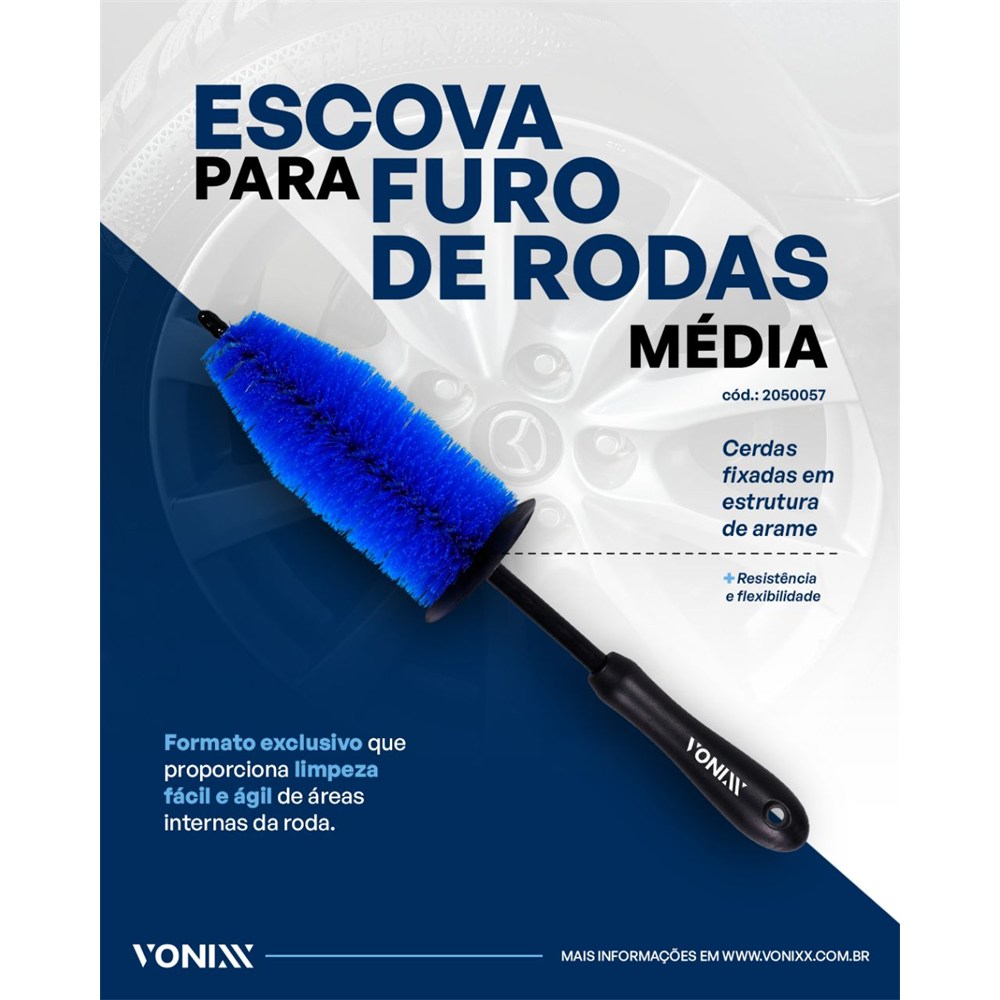 ESCOVA
PARA FURO
DE RODAS
MÉDIA
cód.: 2050057
Cerdas
fixadas em
estrutura
de arame
+ Resistência
e flexibilidade
VONIXX
Formato exclusivo que
proporciona limpeza
fácil e ágil de áreas
internas da roda.
VONIXX
MAIS INFORMAÇÕES EM WWW.VONIXX.COM.BR